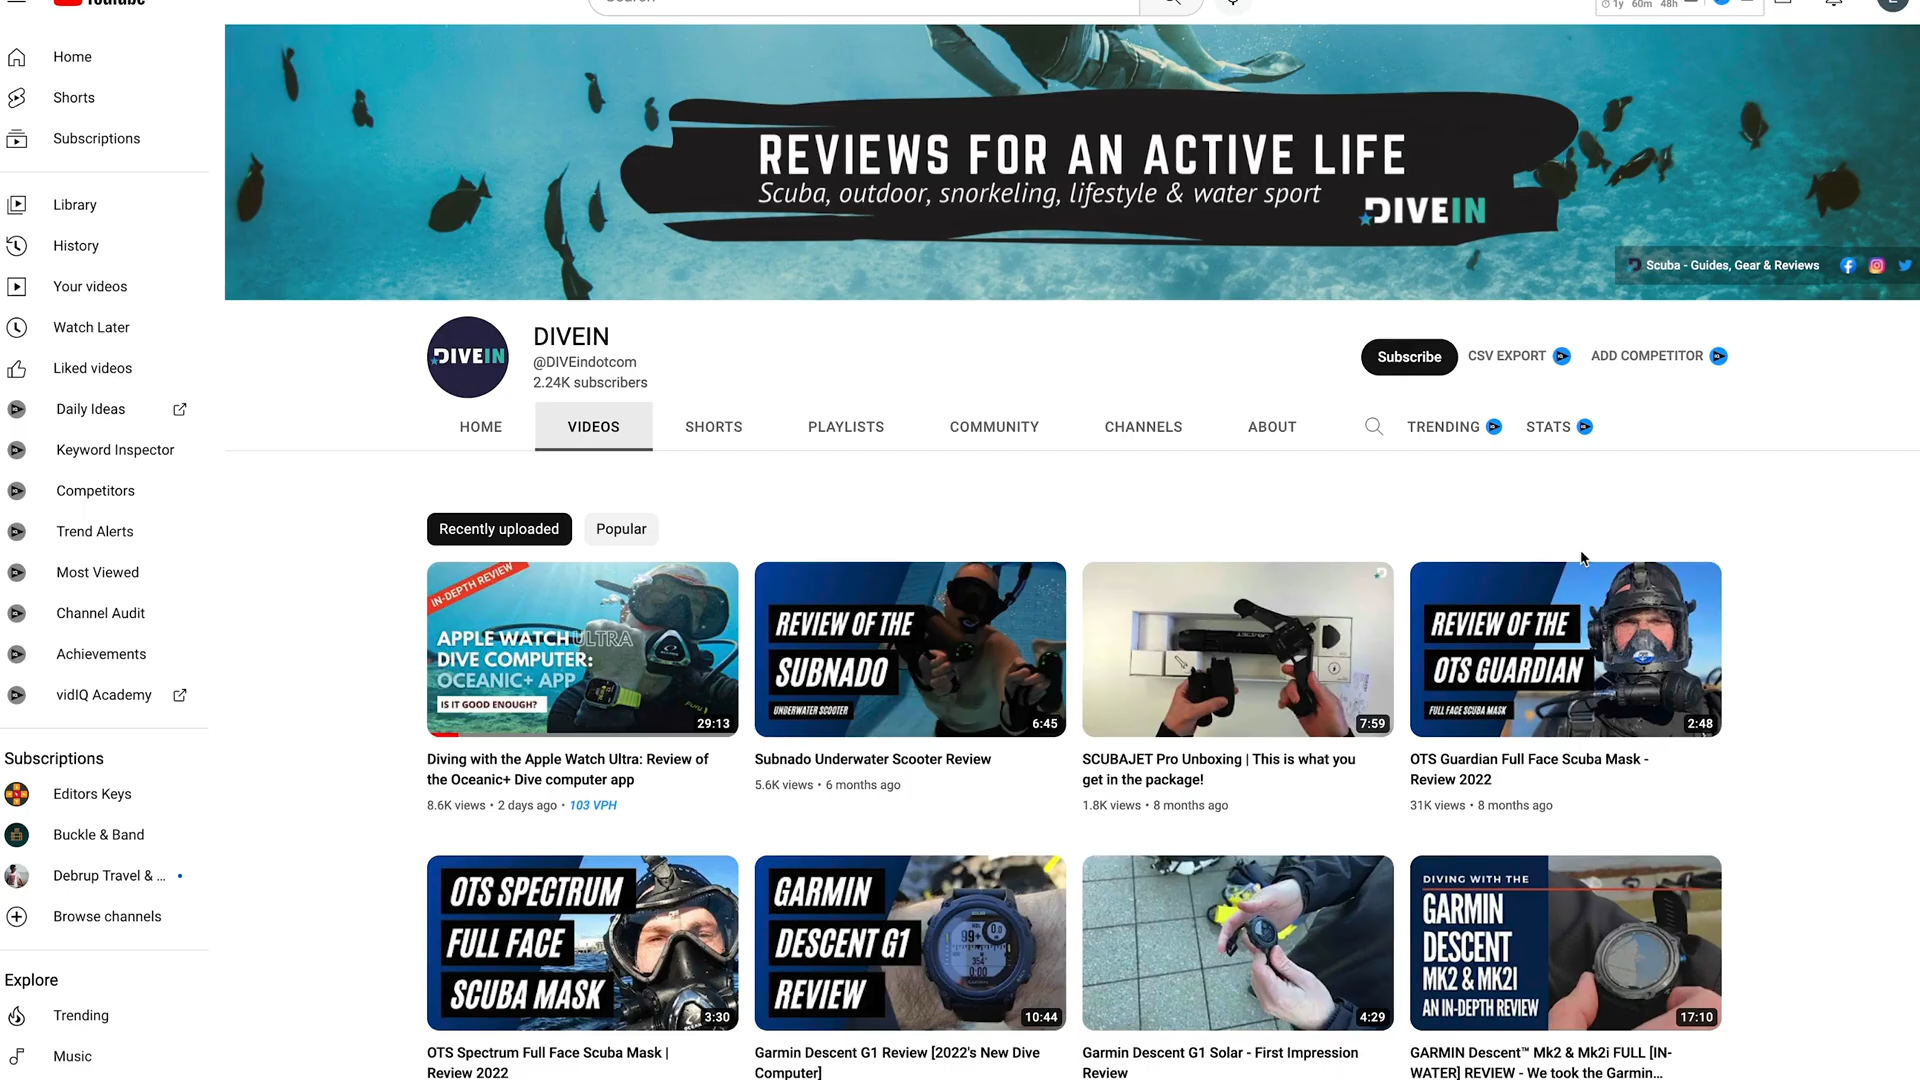 YouTube
Search
1y 60m 48h
Home
Shorts
Subscriptions
Library
History
Your videos
Watch Later
Liked videos
Daily Ideas
Keyword Inspector
Competitors
Trend Alerts
Most Viewed
Channel Audit
Achievements
vidIQ Academy
Subscriptions
Editors Keys
Buckle & Band
Debrup Travel & ...
Browse channels
Explore
Trending
Music
REVIEWS FOR AN ACTIVE LIFE
Scuba, outdoor, snorkeling, lifestyle & water sport
DIVEIN
Scuba - Guides, Gear & Reviews
DIVEIN
DIVEIN
@DIVEindotcom
2.24K subscribers
Subscribe
CSV EXPORT
ADD COMPETITOR
HOME
VIDEOS
SHORTS
PLAYLISTS
COMMUNITY
CHANNELS
ABOUT
TRENDING
STATS
Recently uploaded
Popular
IN-DEPTH REVIEW
APPLE WATCH ULTRA
DIVE COMPUTER:
OCEANIC+ APP
IS IT GOOD ENOUGH?
29:13
Diving with the Apple Watch Ultra: Review of
the Oceanic+ Dive computer app
8.6K views • 2 days ago • 103 VPH
REVIEW OF THE
SUBNADO
UNDERWATER SCOOTER
6:45
Subnado Underwater Scooter Review
5.6K views • 6 months ago
7:59
SCUBAJET Pro Unboxing | This is what you
get in the package!
1.8K views • 8 months ago
REVIEW OF THE
OTS GUARDIAN
FULL FACE SCUBA MASK
2:48
OTS Guardian Full Face Scuba Mask -
Review 2022
31K views • 8 months ago
OTS SPECTRUM
FULL FACE
SCUBA MASK
3:30
OTS Spectrum Full Face Scuba Mask |
Review 2022
GARMIN
DESCENT G1
REVIEW
10:44
Garmin Descent G1 Review [2022's New Dive
Computer]
4:29
Garmin Descent G1 Solar - First Impression
Review
DIVING WITH THE
GARMIN
DESCENT
MK2 & MK2I
AN IN-DEPTH REVIEW
17:10
GARMIN Descent™ Mk2 & Mk2i FULL [IN-
WATER] REVIEW - We took the Garmin...